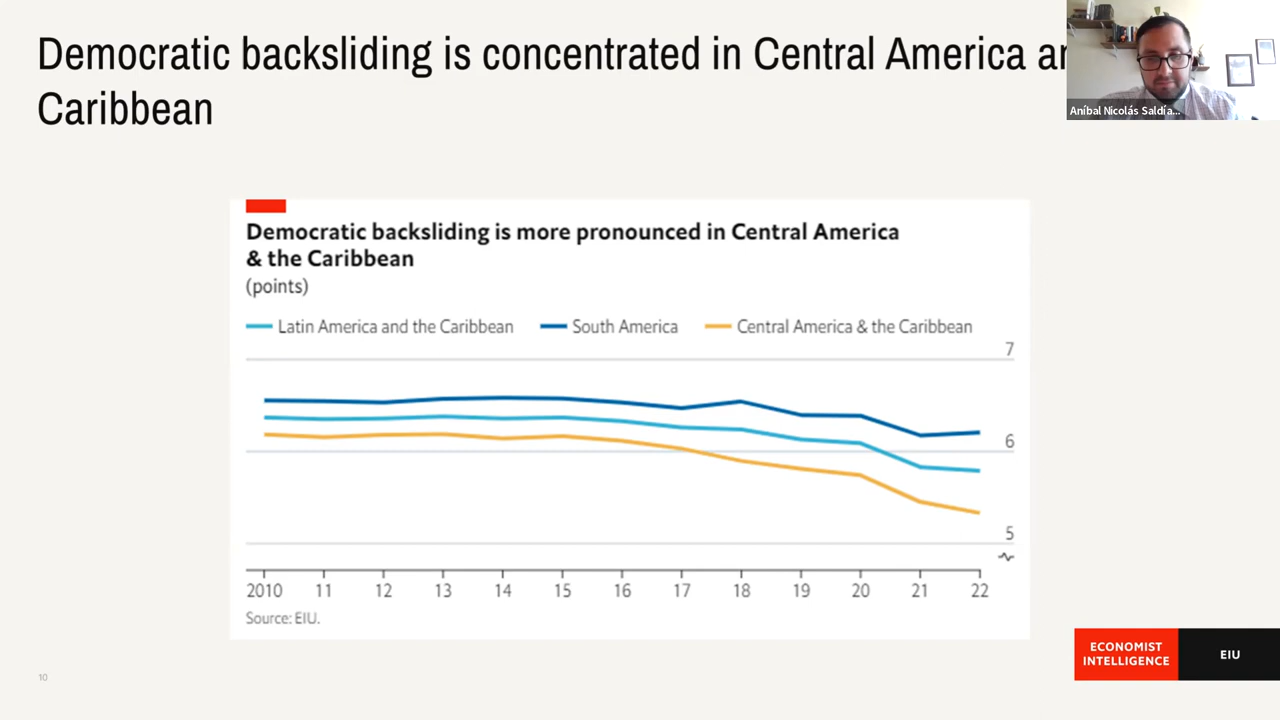 Democratic backsliding is concentrated in Central America
Caribbean
Aníbal Nicolás Saldía...
Democratic backsliding is more pronounced in Central America
& the Caribbean
(points)
Latin America and the Caribbean South America Central America & the Caribbean
7
6
5
2010 11 12 13 14 15 16 17 18 19 20 21 22
Source: EIU.
ECONOMIST
INTELLIGENCE
EIU
10